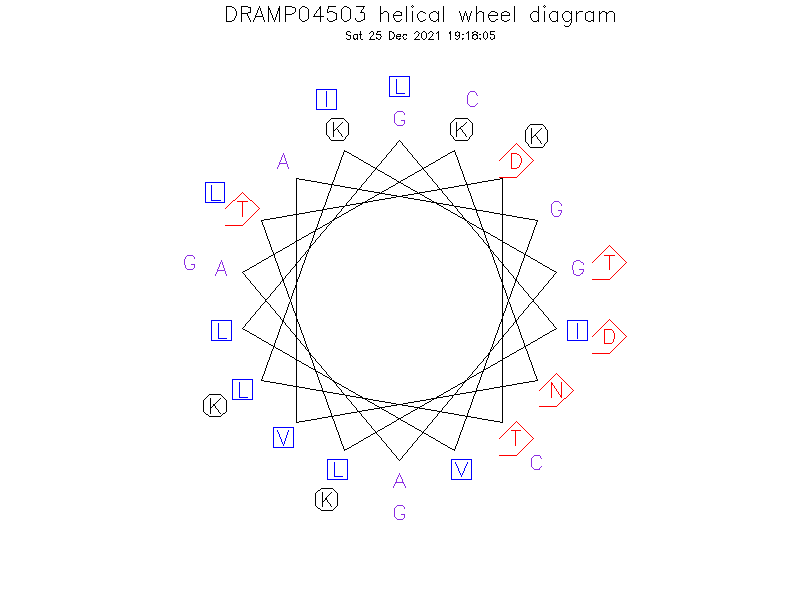 DRAMP04503 helical wheel diagram
Sat 25 Dec 2021 19:18:05
L
I C
G
K K K
A D
L T G
G A G T
L I D
L N
K
V T
L V C
A
K
G